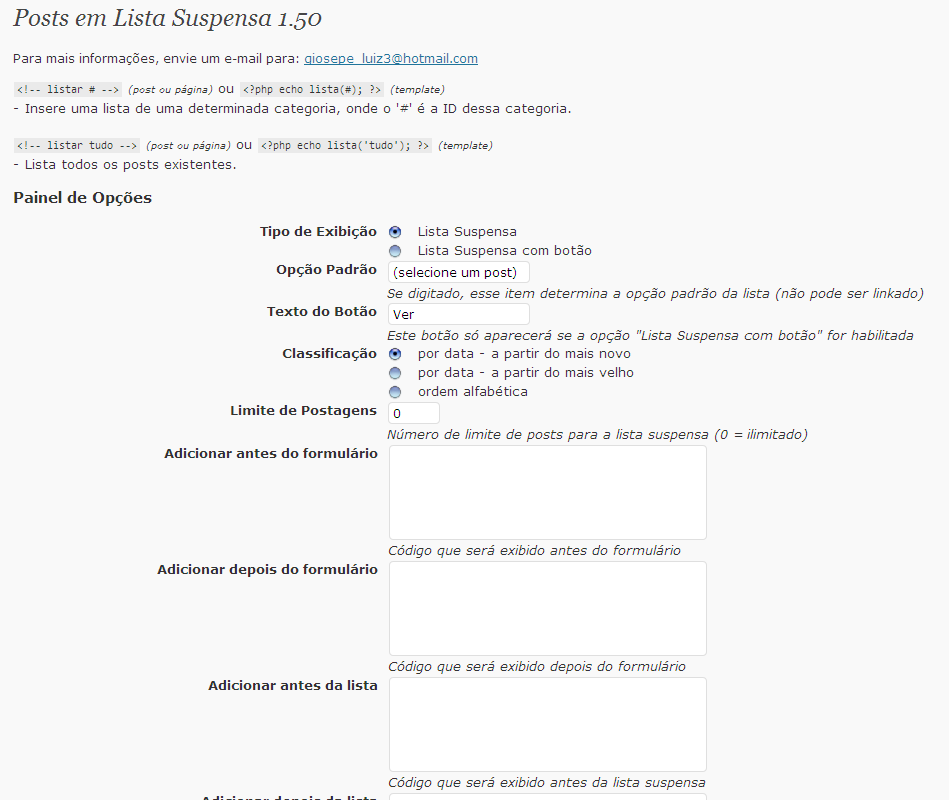 Posts em Lista Suspensa 1.50
Para mais informações, envie um e-mail para: giosepe_luiz3@hotmail.com
<!-- listar # --> (post ou página) ou <?php echo lista(#); ?> (template)
- Insere uma lista de uma determinada categoria, onde o '#' é a ID dessa categoria.
<!-- listar tudo --> (post ou página) ou <?php echo lista('tudo'); ?> (template)
- Lista todos os posts existentes.
Painel de Opções
Tipo de Exibição Lista Suspensa
Lista Suspensa com botão
Opção Padrão (selecione um post)
Se digitado, esse item determina a opção padrão da lista (não pode ser linkado)
Texto do Botão Ver
Este botão só aparecerá se a opção "Lista Suspensa com botão" for habilitada
Classificação por data - a partir do mais novo
por data - a partir do mais velho
ordem alfabética
Limite de Postagens 0
Número de limite de posts para a lista suspensa (0 = ilimitado)
Adicionar antes do formulário
Código que será exibido antes do formulário
Adicionar depois do formulário
Código que será exibido depois do formulário
Adicionar antes da lista
Código que será exibido antes da lista suspensa
Adicionar depois da lista